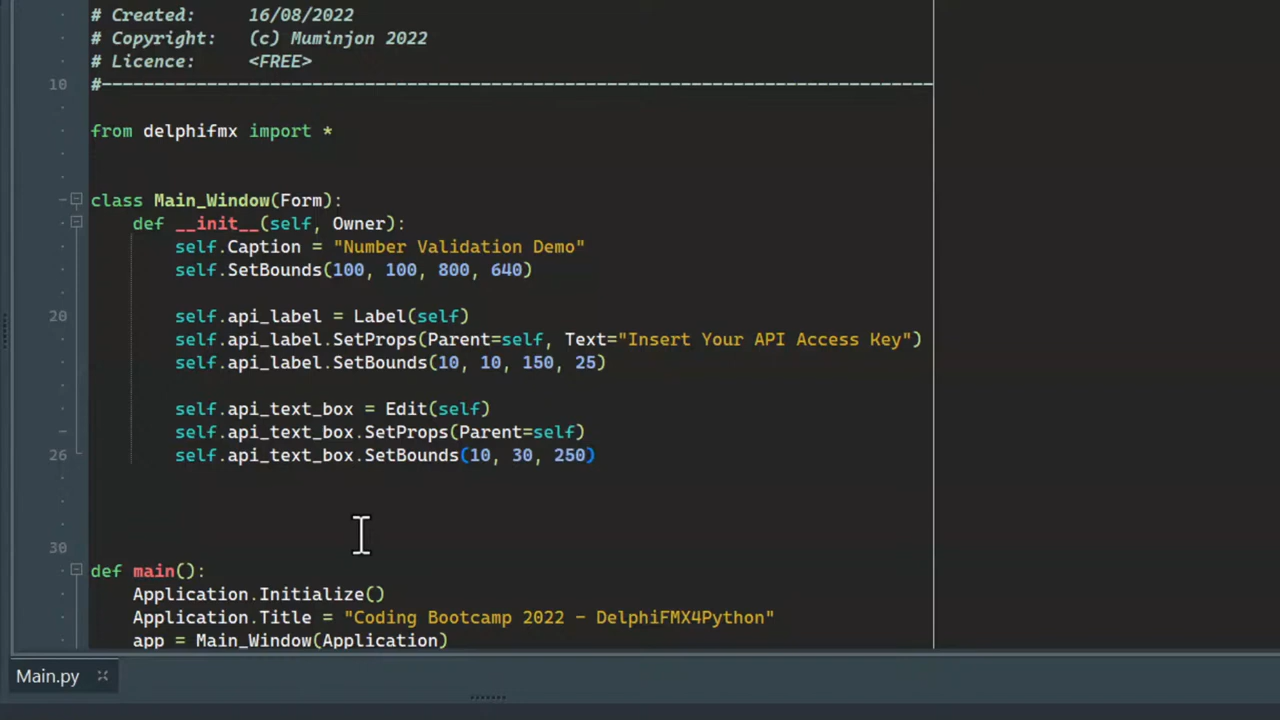 # Created:    16/08/2022
# Copyright:   (c) Muminjon 2022
# Licence:     <FREE>
10 #-------------------------------------------------------------------------------
from delphifmx import *
class Main_Window(Form):
    def __init__(self, Owner):
        self.Caption = "Number Validation Demo"
        self.SetBounds(100, 100, 800, 640)
20         self.api_label = Label(self)
        self.api_label.SetProps(Parent=self, Text="Insert Your API Access Key")
        self.api_label.SetBounds(10, 10, 150, 25)
        self.api_text_box = Edit(self)
        self.api_text_box.SetProps(Parent=self)
26         self.api_text_box.SetBounds(10, 30, 250)
30
def main():
    Application.Initialize()
    Application.Title = "Coding Bootcamp 2022 - DelphiFMX4Python"
    app = Main_Window(Application)
Main.py